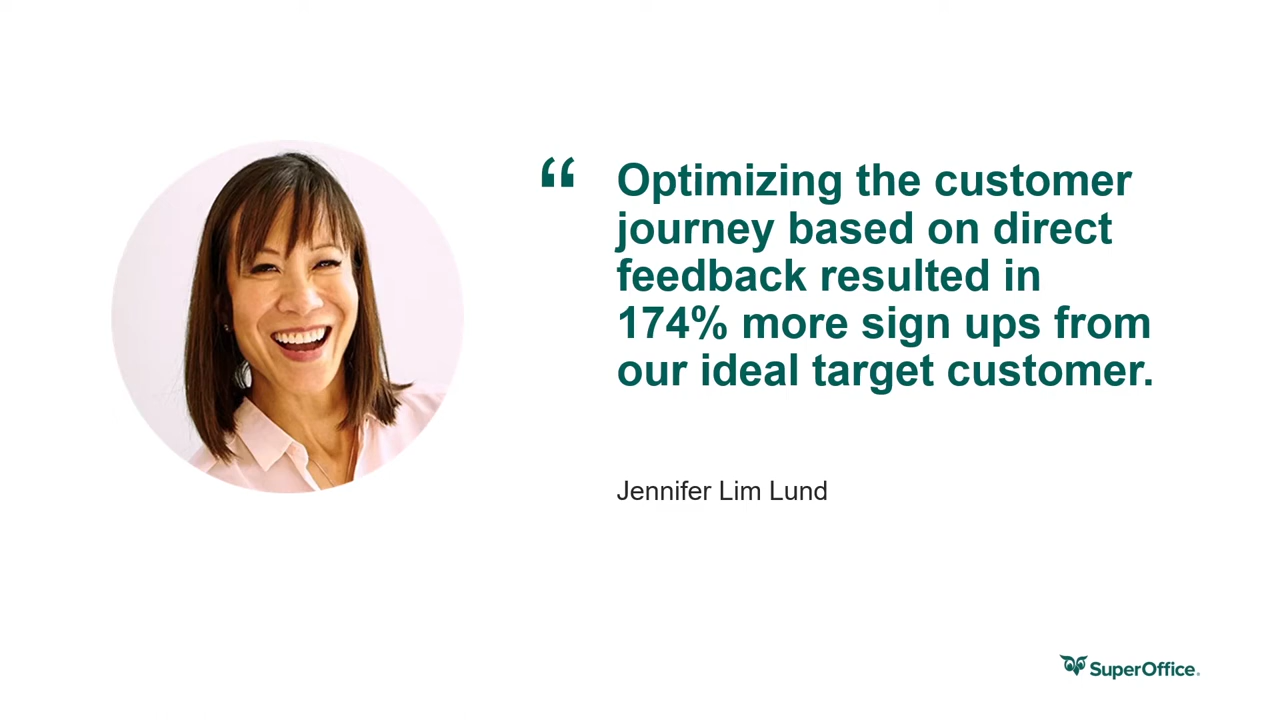 “ Optimizing the customer
journey based on direct
feedback resulted in
174% more sign ups from
our ideal target customer.
Jennifer Lim Lund
SuperOffice.